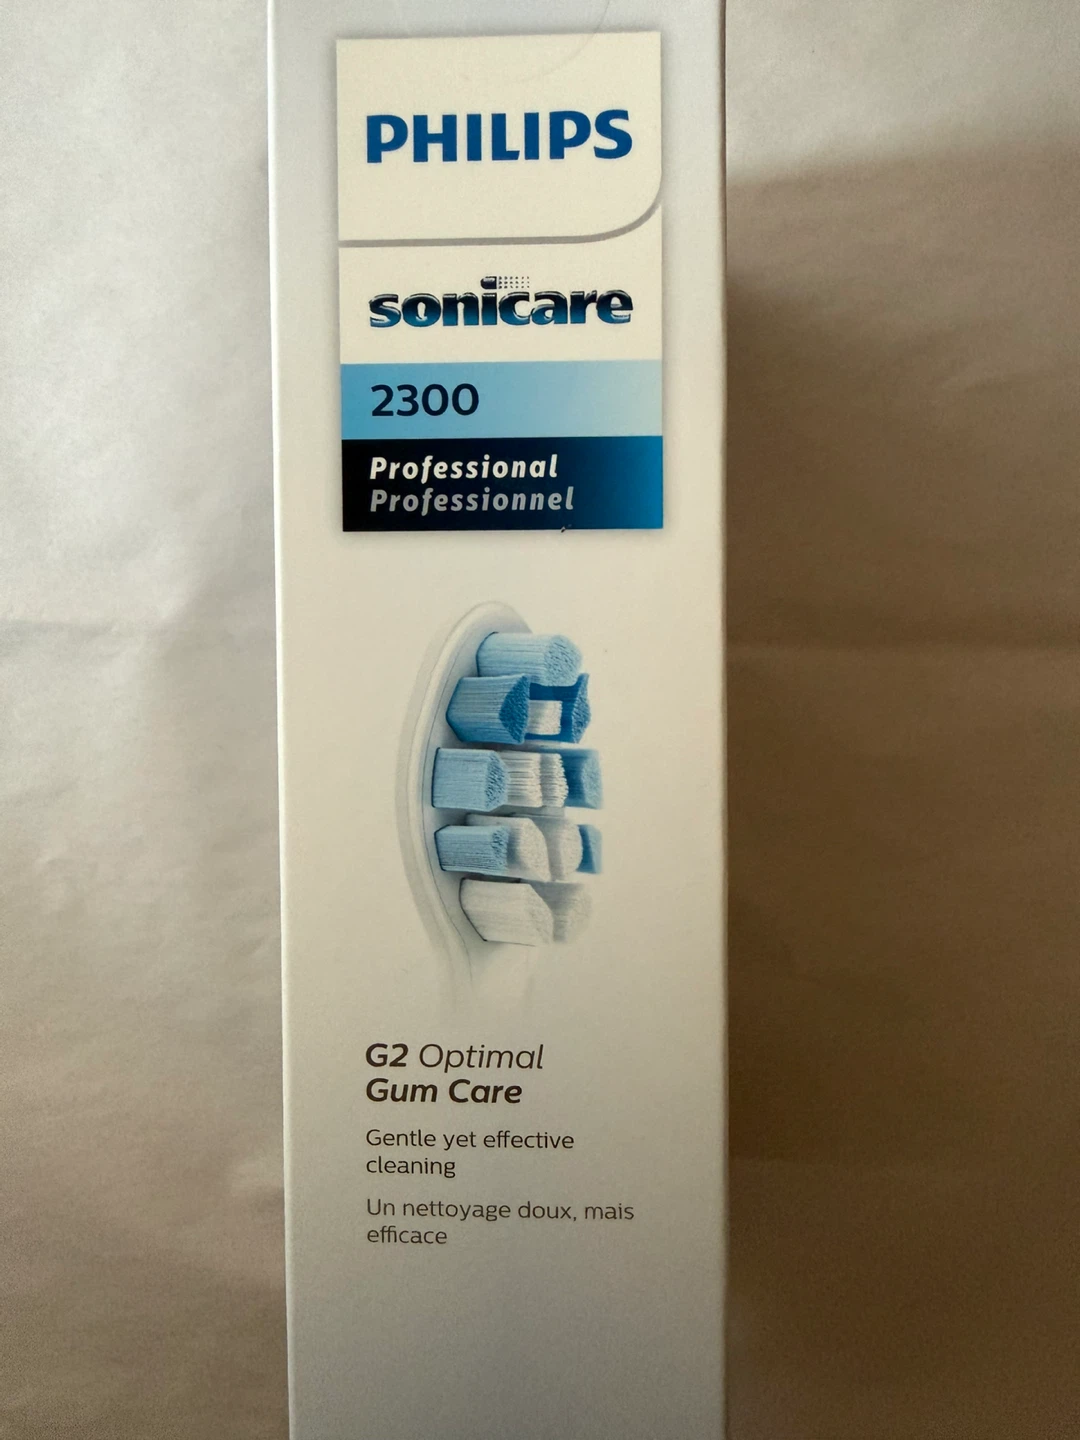 PHILIPS
sonicare
2300
Professional
Professionnel
G2 Optimal
Gum Care
Gentle yet effective
cleaning
Un nettoyage doux, mais
efficace